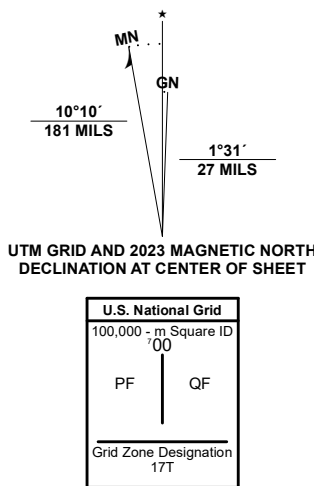 ★
MN
GN
10°10´
181 MILS
1°31´
27 MILS
UTM GRID AND 2023 MAGNETIC NORTH
DECLINATION AT CENTER OF SHEET
U.S. National Grid
100,000 - m Square ID
⁷00
PF QF
Grid Zone Designation
17T